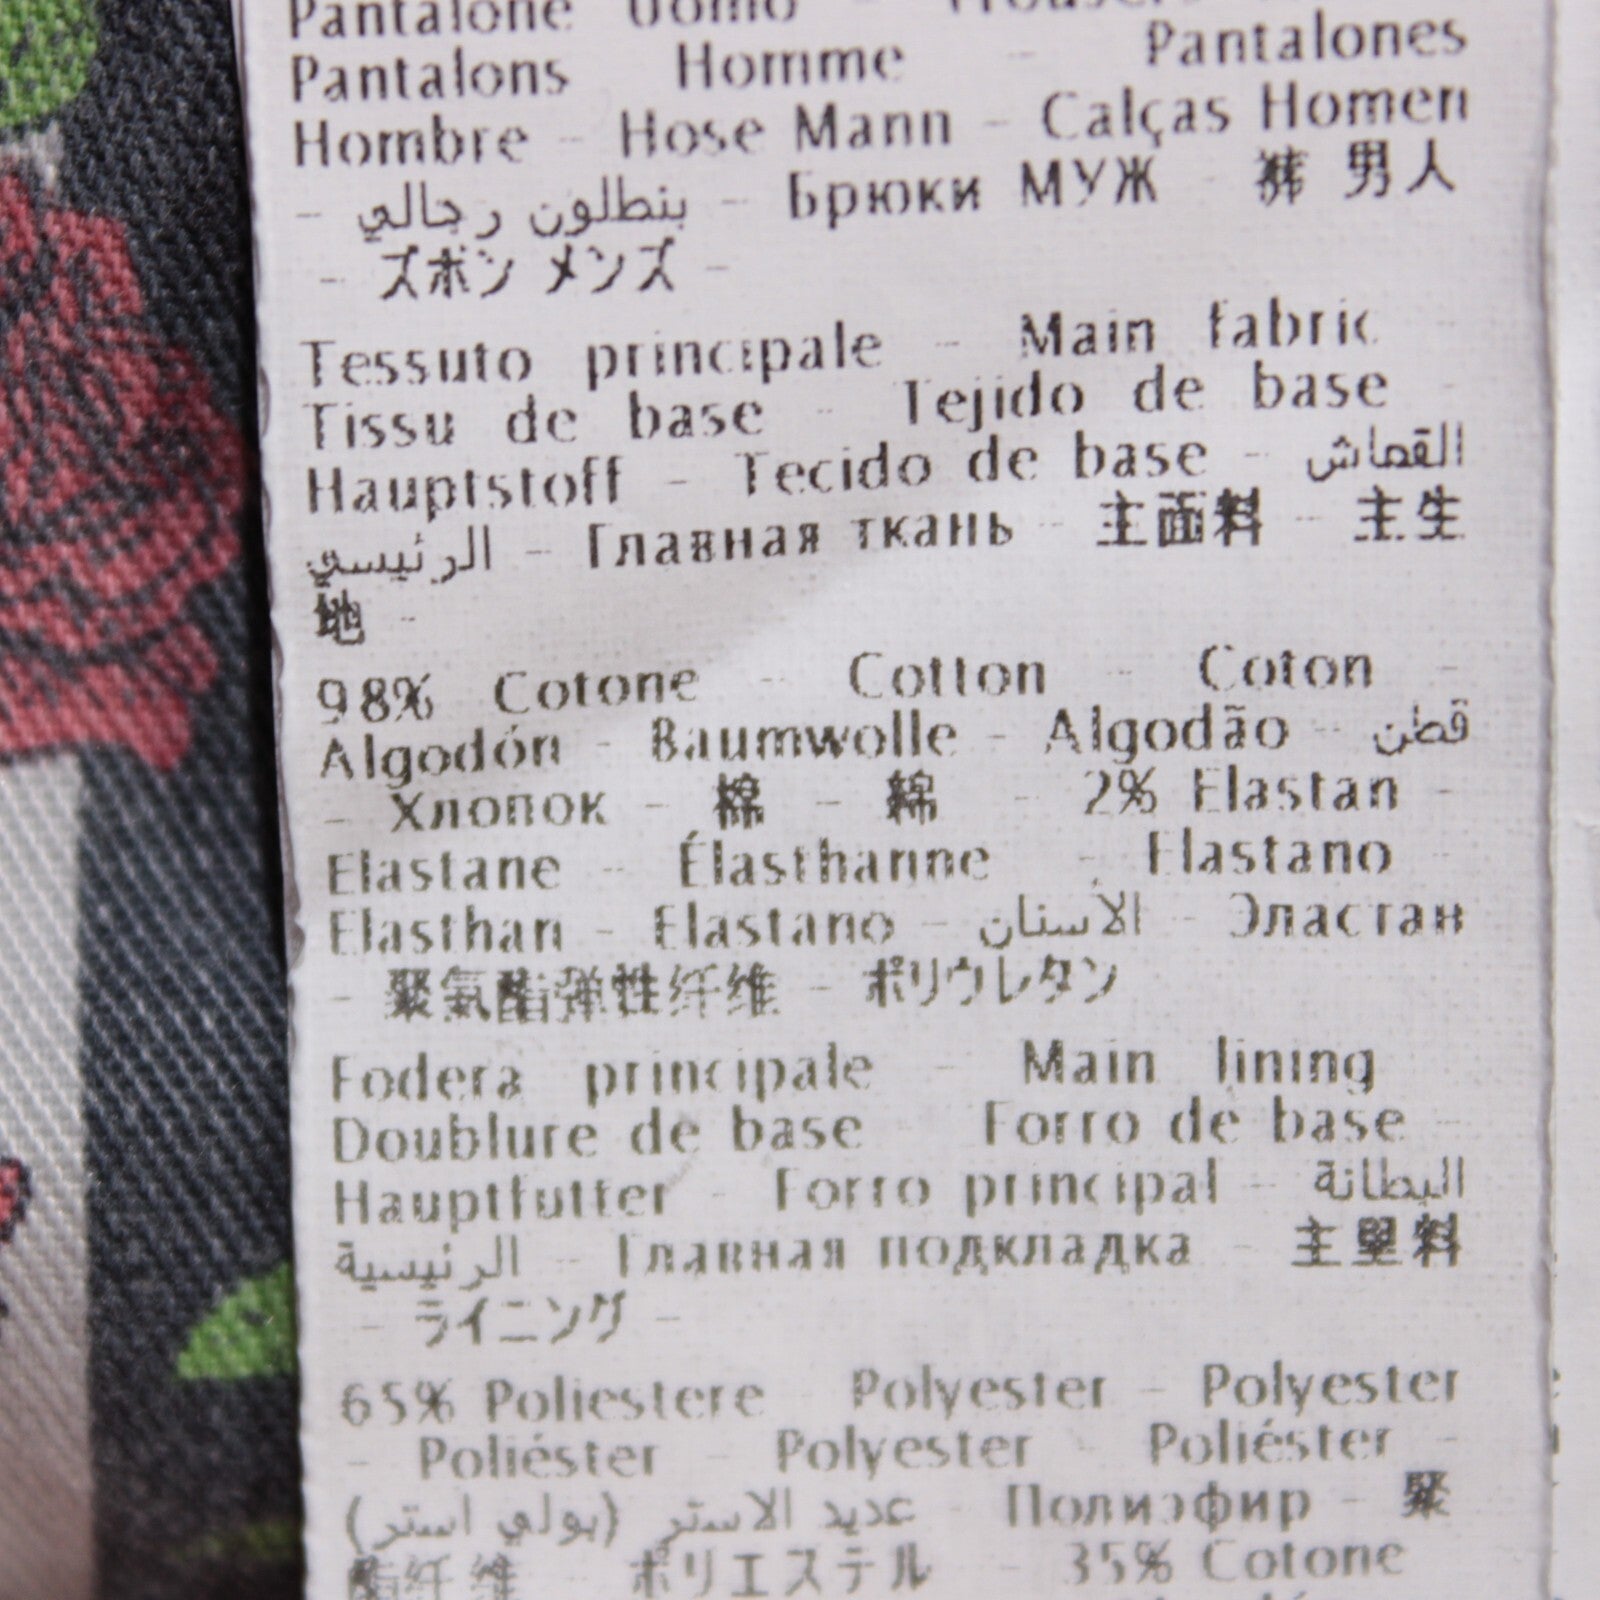 Pantalone Uomo - Trousers
Pantalons Homme - Pantalones
Hombre - Hose Mann - Calças Homen
- بنطلون رجالي - Брюки МУЖ - 裤 男人
- ズボン メンズ -
Tessuto principale - Main fabric
Tissu de base - Tejido de base -
Hauptstoff - Tecido de base - القماش
الرئيسي - Главная ткань - 主面料 - 主生
地 -
98% Cotone - Cotton - Coton -
Algodón - Baumwolle - Algodão - قطن
- Хлопок - 棉 - 綿 - 2% Elastan -
Elastane - Élasthanne - Elastano -
Elasthan - Elastano - الاستان - Эластан
- 聚氨酯弹性纤维 - ポリウレタン
Fodera principale - Main lining
Doublure de base - Forro de base -
Hauptfutter - Forro principal - البطانة
الرئيسية - Главная подкладка - 主里料
- ライニング -
65% Poliestere - Polyester - Polyester
- Poliéster - Polyester - Poliéster -
عديد الاستر (بولي استر) - Полиэфир - 聚
酯纤维 - ポリエステル - 35% Cotone